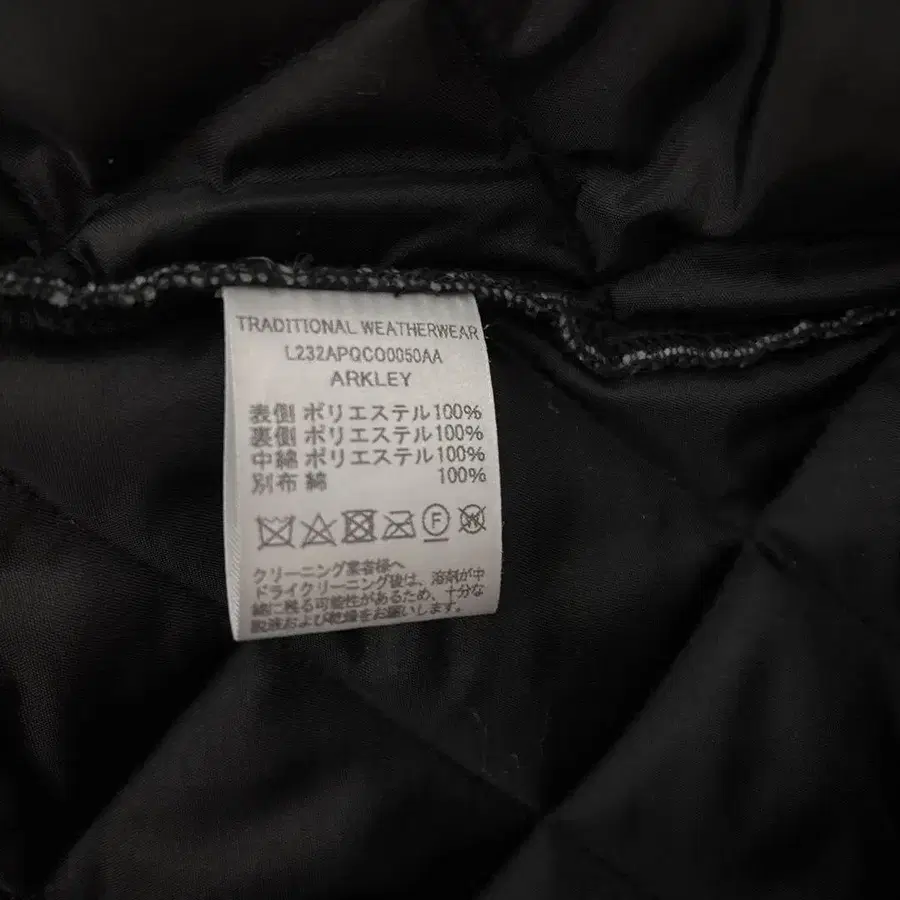 TRADITIONAL WEATHERWEAR
L232APQCO0050AA
ARKLEY
表側 ポリエステル100%
裏側 ポリエステル100%
中綿 ポリエステル100%
別布 綿 100%
F W
クリーニング業者様へ
ドライクリーニング後は、溶剤が中
綿に残る可能性があるため、十分な
脱液および乾燥をお願いします。